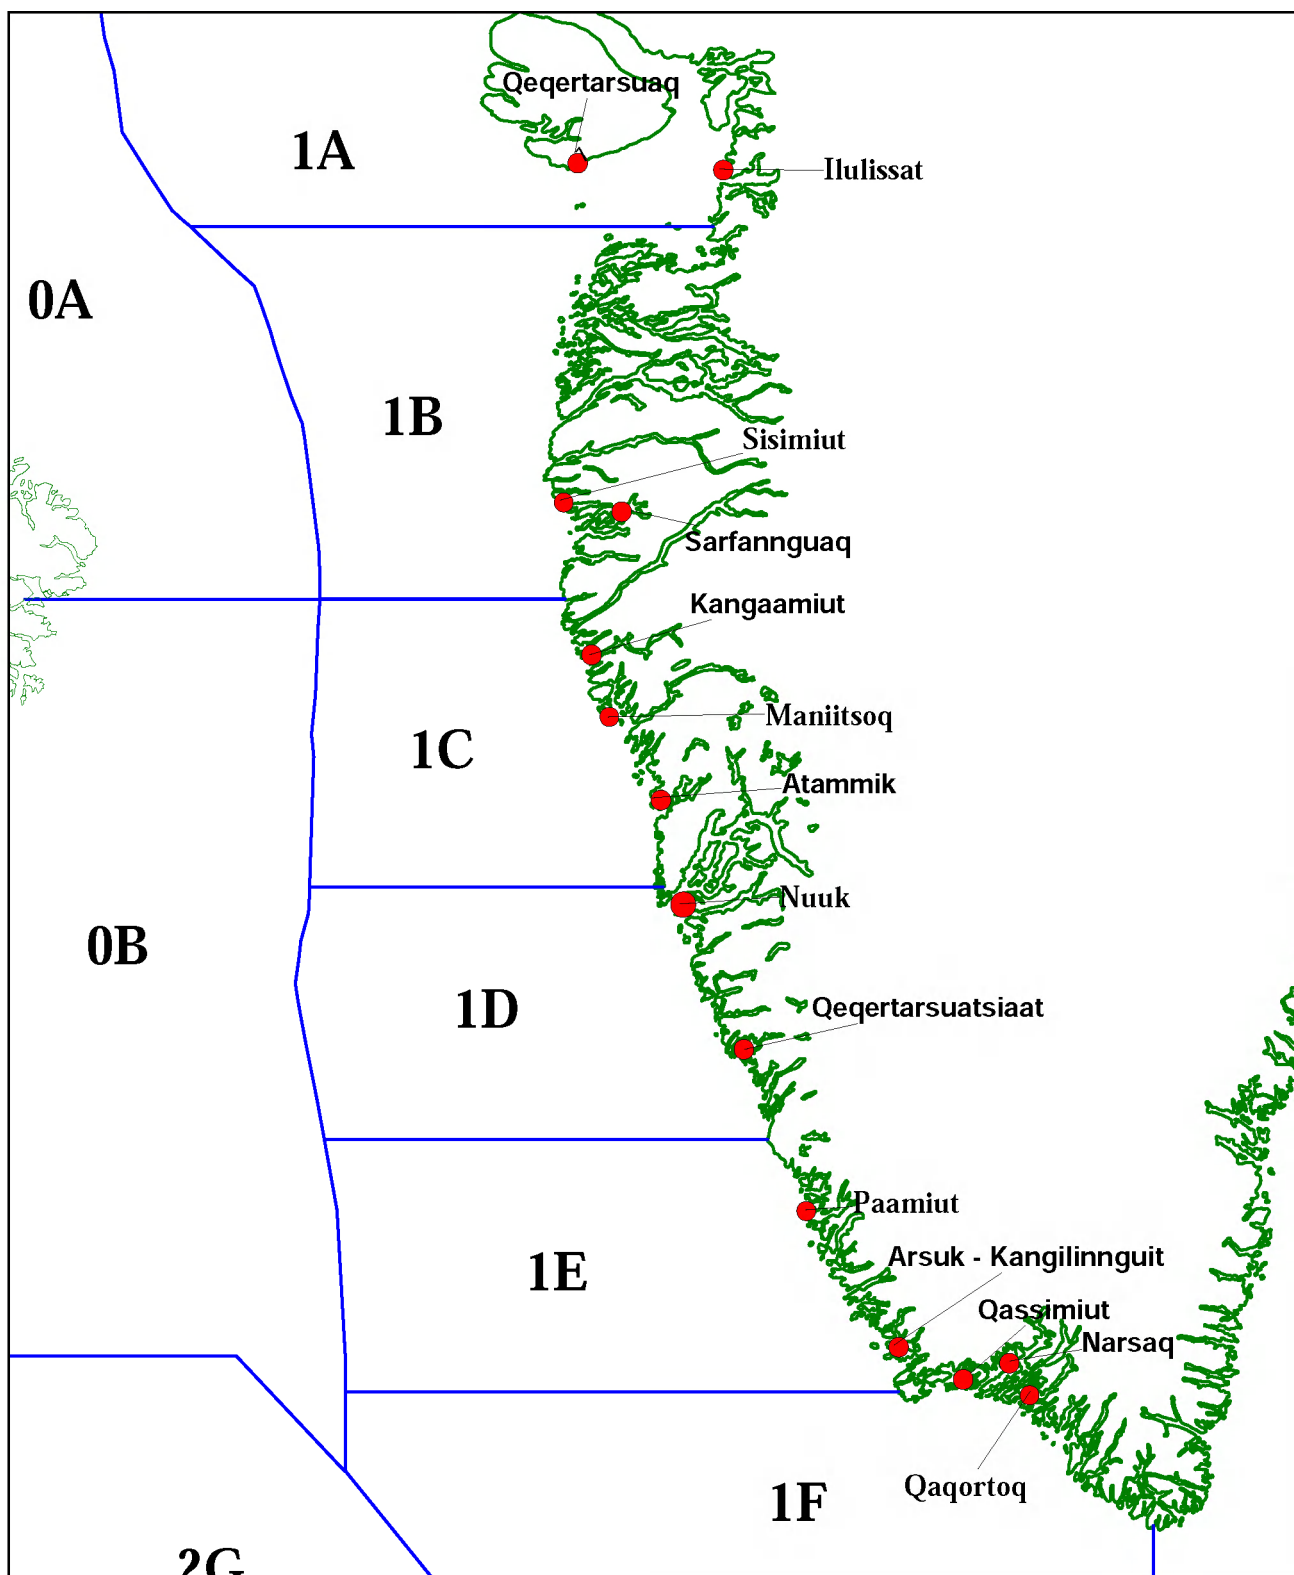 Qeqertarsuaq
1A
Ilulissat
0A
1B
Sisimiut
Sarfannguaq
Kangaamiut
Maniitsoq
1C
Atammik
Nuuk
0B
1D
Qeqertarsuatsiaat
Paamiut
1E
Arsuk - Kangilinnguit
Qassimiut
Narsaq
Qaqortoq
1F
2G